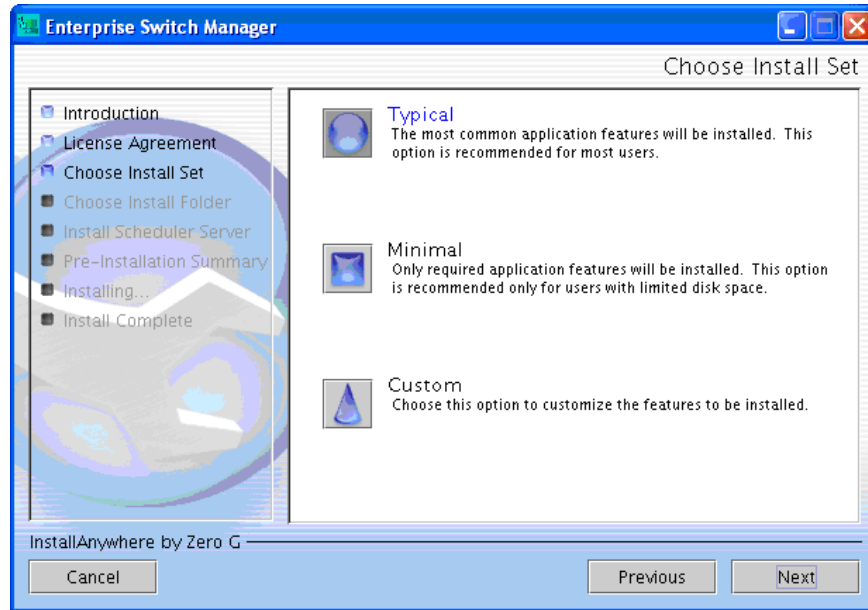 Enterprise Switch Manager
Choose Install Set
Introduction
License Agreement
Choose Install Set
Choose Install Folder
Install Scheduler Server
Pre-Installation Summary
Installing...
Install Complete
Typical
The most common application features will be installed. This
option is recommended for most users.
Minimal
Only required application features will be installed. This option
is recommended only for users with limited disk space.
Custom
Choose this option to customize the features to be installed.
InstallAnywhere by Zero G
Cancel
Previous
Next